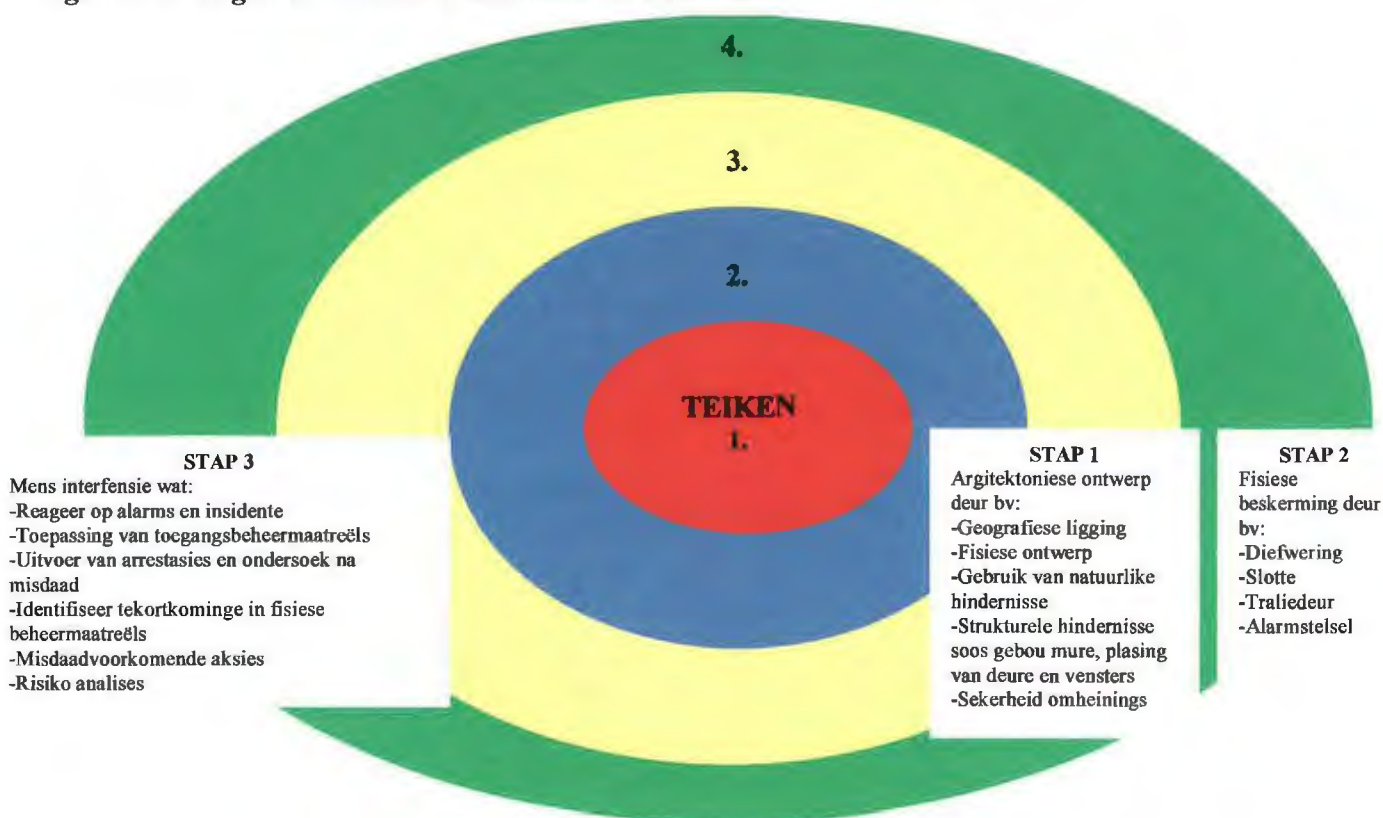 4.
3.
2.
TEIKEN
1.
STAP 3
Mens interfensie wat:
-Reageer op alarms en insidente
-Toepassing van toegangsbeheermaatreëls
-Uitvoer van arrestasies en ondersoek na
misdaad
-Identifiseer tekortkominge in fisiese
beheermaatreëls
-Misdaadvoorkomende aksies
-Risiko analises
STAP 1
Argitektoniese ontwerp
deur bv:
-Geografiese ligging
-Fisiese ontwerp
-Gebruik van natuurlike
hindernisse
-Strukturele hindernisse
soos gebou mure, plasing
van deure en vensters
-Sekerheid omheinings
STAP 2
Fisiese
beskerming deur
bv:
-Diefwering
-Slotte
-Traliedeur
-Alarmstelsel